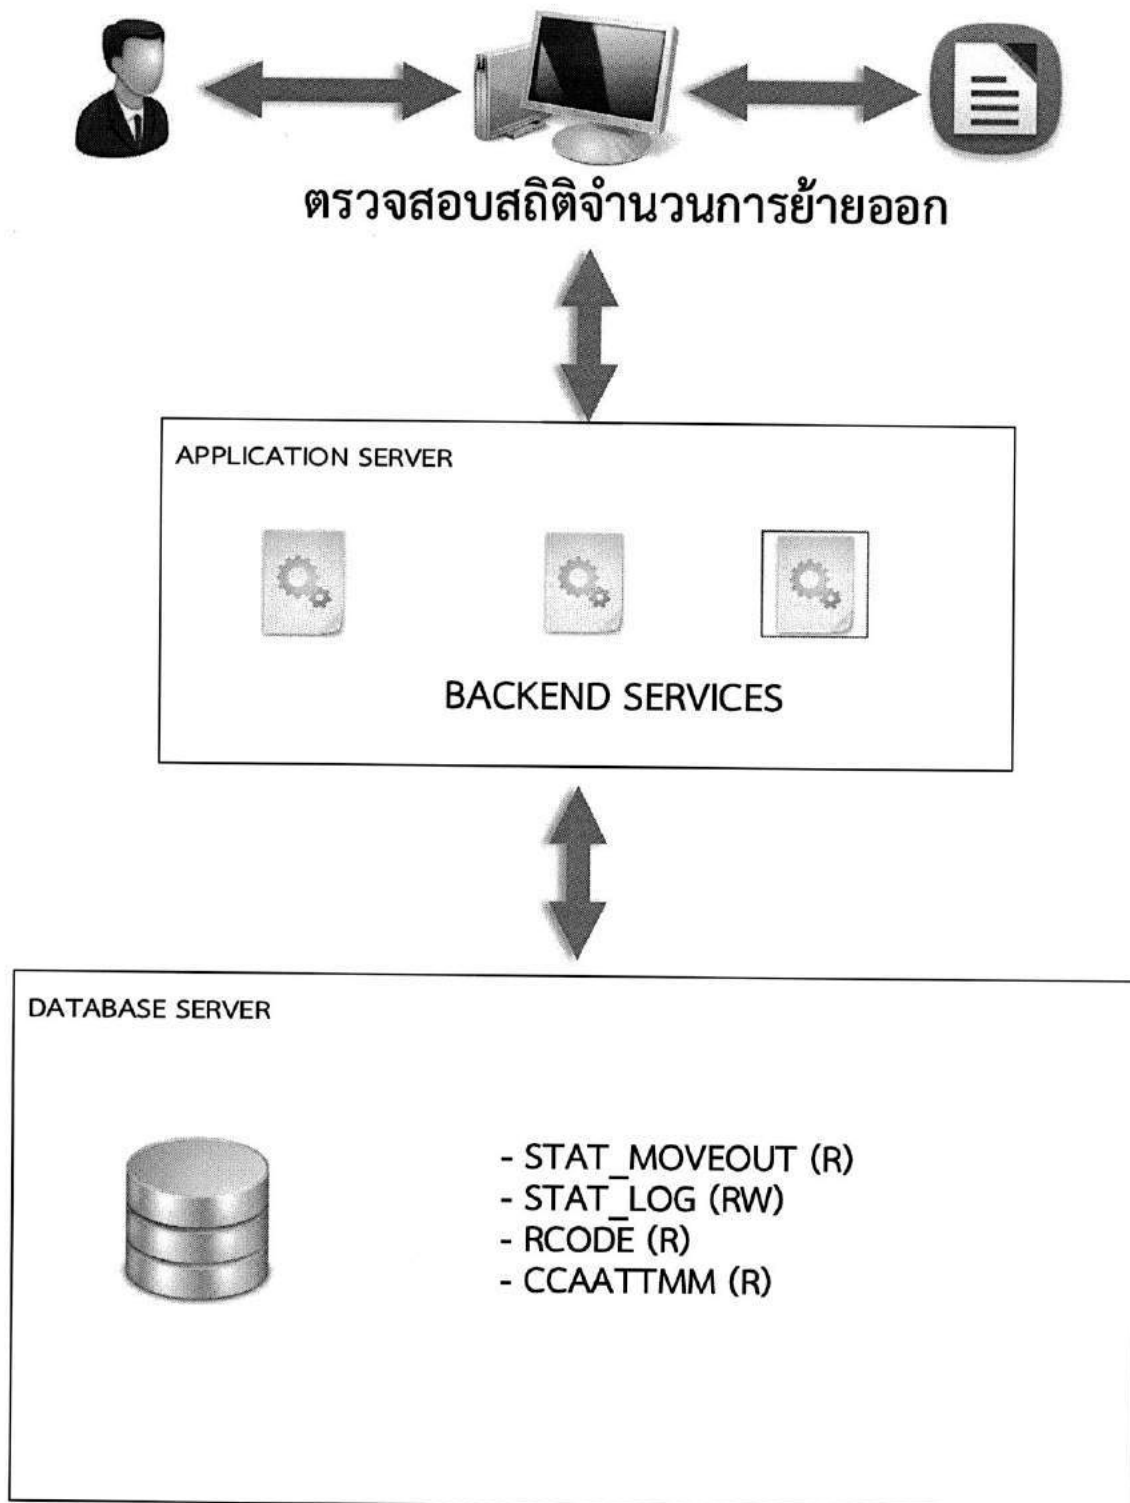 ตรวจสอบสถิติจำนวนการย้ายออก
APPLICATION SERVER
BACKEND SERVICES
DATABASE SERVER
- STAT_MOVEOUT (R)
- STAT_LOG (RW)
- RCODE (R)
- CCAATTMM (R)